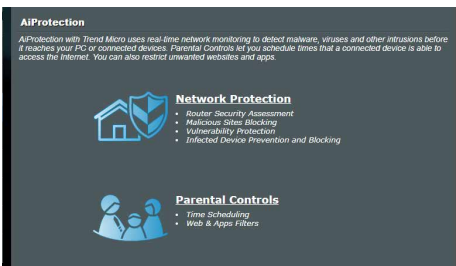 AiProtection
AiProtection with Trend Micro uses real-time network monitoring to detect malware, viruses and other intrusions before
it reaches your PC or connected devices. Parental Controls let you schedule times that a connected device is able to
access the Internet. You can also restrict unwanted websites and apps.
Network Protection
• Router Security Assessment
• Malicious Sites Blocking
• Vulnerability Protection
• Infected Device Prevention and Blocking
Parental Controls
• Time Scheduling
• Web & Apps Filters